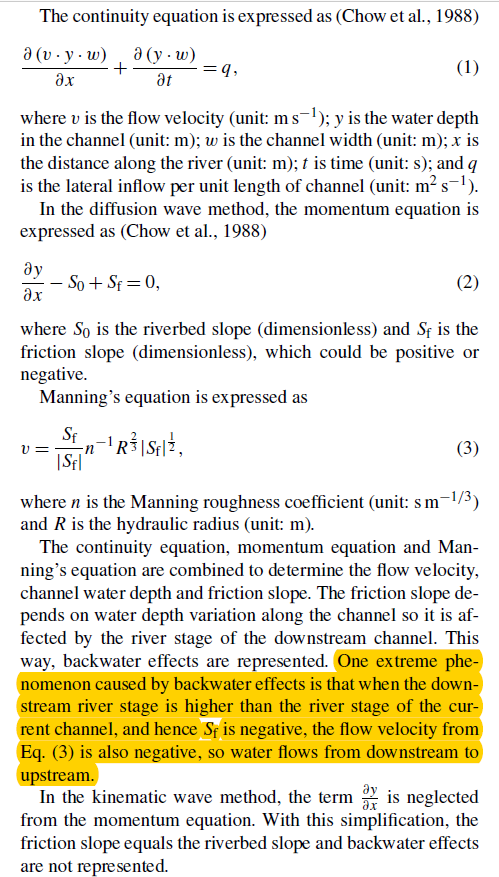 The continuity equation is expressed as (Chow et al., 1988)
∂ (v · y · w) / ∂x + ∂ (y · w) / ∂t = q, (1)
where v is the flow velocity (unit: m s⁻¹); y is the water depth
in the channel (unit: m); w is the channel width (unit: m); x is
the distance along the river (unit: m); t is time (unit: s); and q
is the lateral inflow per unit length of channel (unit: m² s⁻¹).
In the diffusion wave method, the momentum equation is
expressed as (Chow et al., 1988)
∂y / ∂x − S₀ + S_f = 0, (2)
where S₀ is the riverbed slope (dimensionless) and S_f is the
friction slope (dimensionless), which could be positive or
negative.
Manning's equation is expressed as
v = S_f / |S_f| n⁻¹ R^(2/3) |S_f|^(1/2), (3)
where n is the Manning roughness coefficient (unit: s m^(−1/3))
and R is the hydraulic radius (unit: m).
The continuity equation, momentum equation and Man-
ning's equation are combined to determine the flow velocity,
channel water depth and friction slope. The friction slope de-
pends on water depth variation along the channel so it is af-
fected by the river stage of the downstream channel. This
way, backwater effects are represented. One extreme phe-
nomenon caused by backwater effects is that when the down-
stream river stage is higher than the river stage of the cur-
rent channel, and hence S_f is negative, the flow velocity from
Eq. (3) is also negative, so water flows from downstream to
upstream.
In the kinematic wave method, the term ∂y/∂x is neglected
from the momentum equation. With this simplification, the
friction slope equals the riverbed slope and backwater effects
are not represented.